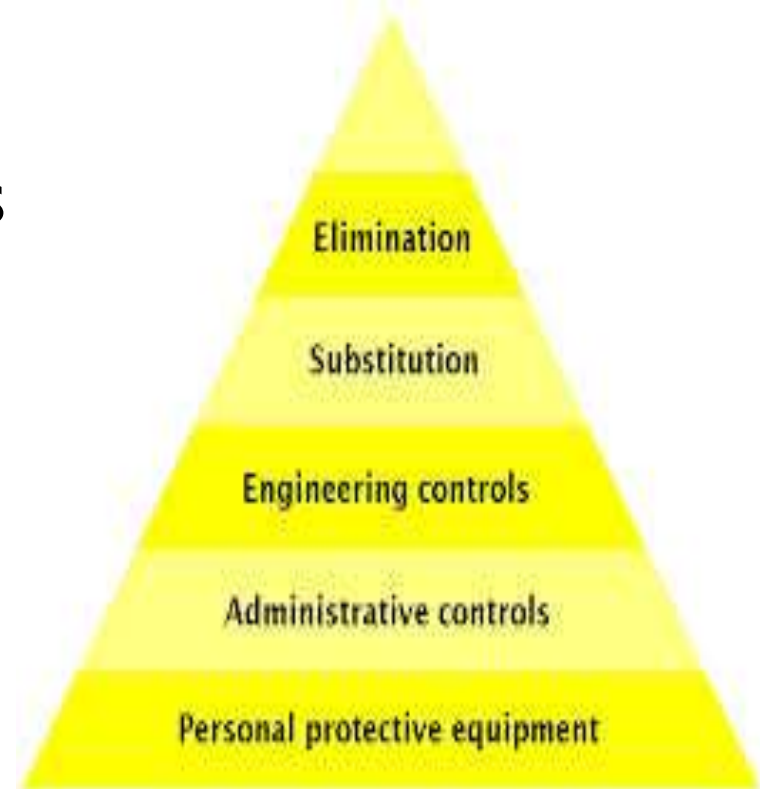 s
Elimination
Substitution
Engineering controls
Administrative controls
Personal protective equipment